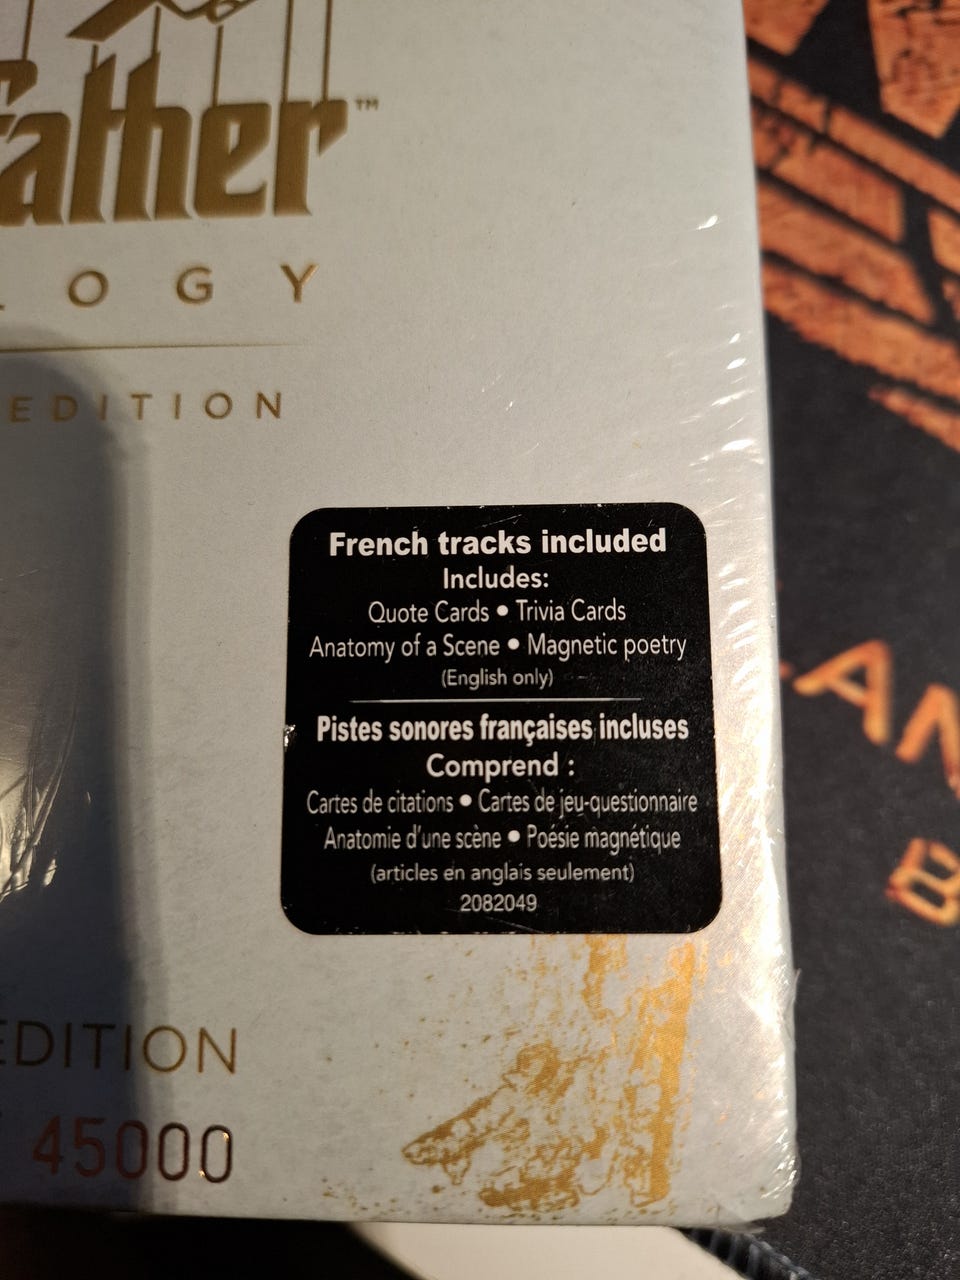 father™
LOGY
EDITION
French tracks included
Includes:
Quote Cards • Trivia Cards
Anatomy of a Scene • Magnetic poetry
(English only)
Pistes sonores françaises incluses
Comprend :
Cartes de citations • Cartes de jeu-questionnaire
Anatomie d'une scène • Poésie magnétique
(articles en anglais seulement)
2082049
EDITION
45000
LAN
B